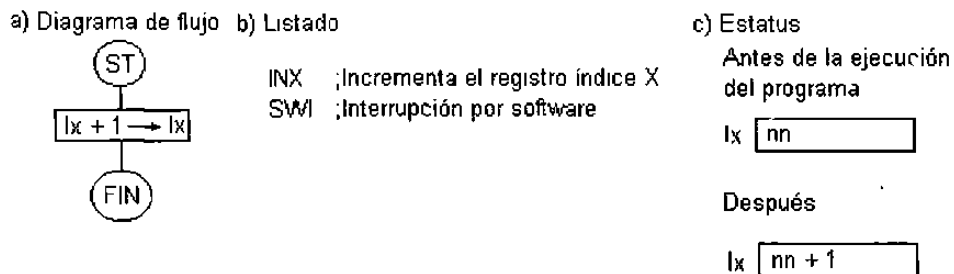 a) Diagrama de flujo
ST
Ix + 1 → Ix
FIN
b) Listado
INX ;Incrementa el registro índice X
SWI ;Interrupción por software
c) Estatus
Antes de la ejecución
del programa
Ix nn
Después
Ix nn + 1